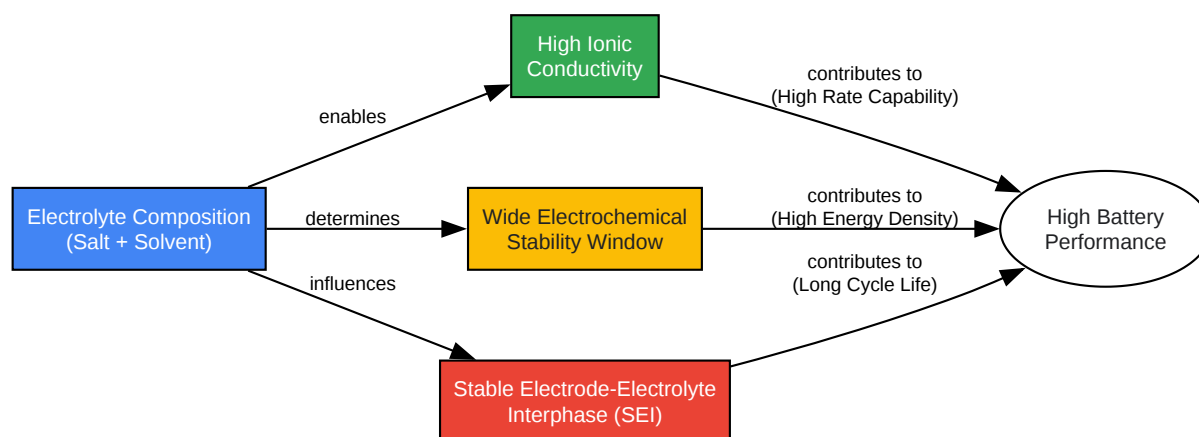 High Ionic
Conductivity
contributes to
(High Rate Capability)
enables
Electrolyte Composition
(Salt + Solvent)
determines
Wide Electrochemical
Stability Window
contributes to
(High Energy Density)
High Battery
Performance
influences
contributes to
(Long Cycle Life)
Stable Electrode-Electrolyte
Interphase (SEI)